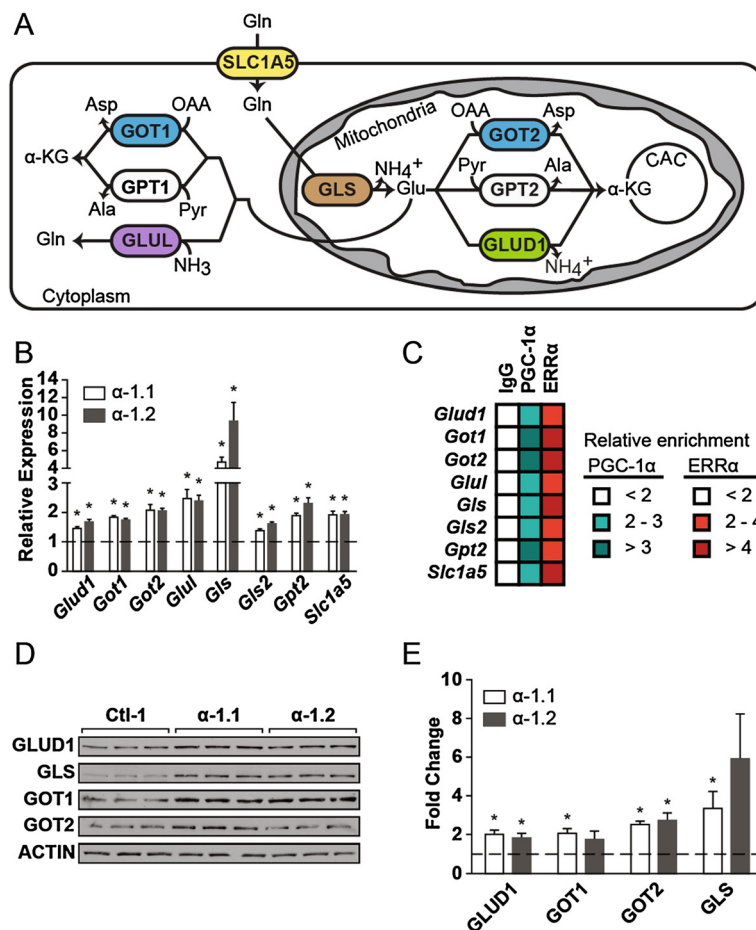 A
Gln
SLC1A5
Gln
Asp
OAA
GOT1
α-KG
GPT1
Ala
Pyr
Gln
GLUL
NH3
Cytoplasm
Mitochondria
GLS
NH4+
Glu
OAA
Asp
GOT2
Pyr
Ala
GPT2
GLUD1
NH4+
α-KG
CAC
B
Relative Expression
14
12
10
8
6
4
2
1
0
α-1.1
α-1.2
* * * * * * * * * * * * * * * *
Glud1
Got1
Got2
Glul
Gls
Gls2
Gpt2
Slc1a5
C
IgG
PGC-1α
ERRα
Glud1
Got1
Got2
Glul
Gls
Gls2
Gpt2
Slc1a5
Relative enrichment
PGC-1α ERRα
< 2 < 2
2 - 3 2 - 4
> 3 > 4
D
Ctl-1 α-1.1 α-1.2
GLUD1
GLS
GOT1
GOT2
ACTIN
E
Fold Change
10
8
6
4
2
0
α-1.1
α-1.2
* * * * * *
GLUD1
GOT1
GOT2
GLS